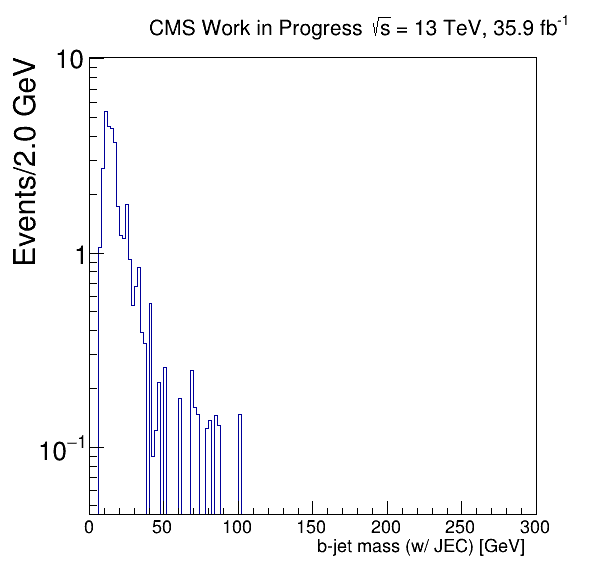 CMS Work in Progress √s = 13 TeV, 35.9 fb⁻¹
Events/2.0 GeV
10
1
10⁻¹
0 50 100 150 200 250 300
b-jet mass (w/ JEC) [GeV]